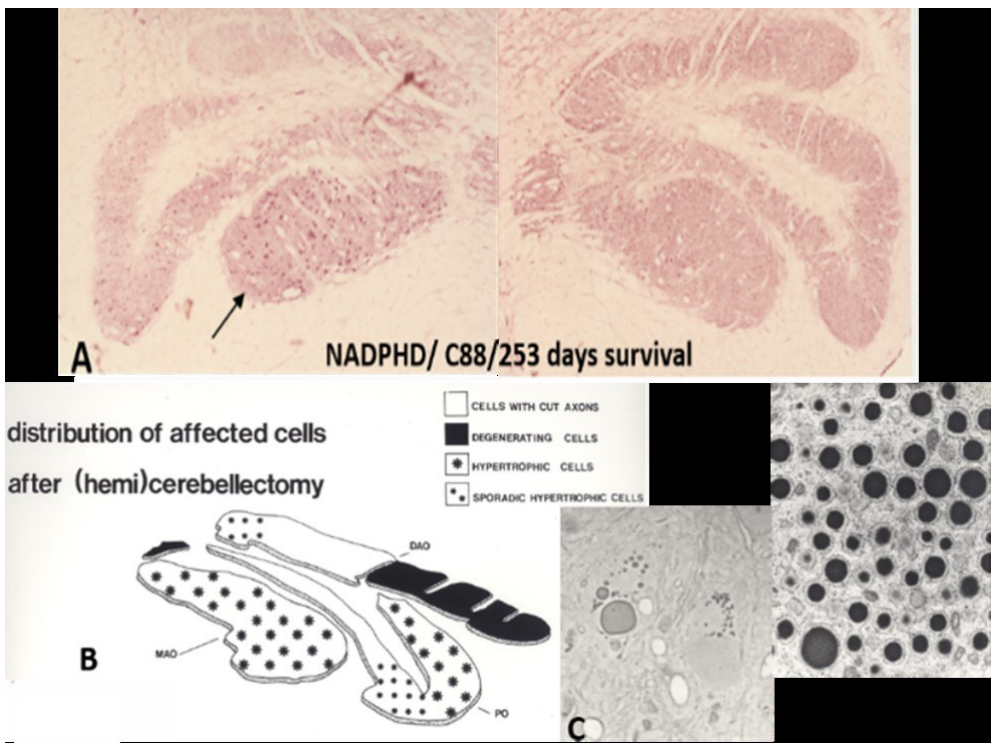 A
NADPHD/ C88/253 days survival
distribution of affected cells
after (hemi)cerebellectomy
CELLS WITH CUT AXONS
DEGENERATING CELLS
HYPERTROPHIC CELLS
SPORADIC HYPERTROPHIC CELLS
DAO
MAO
B
PO
C